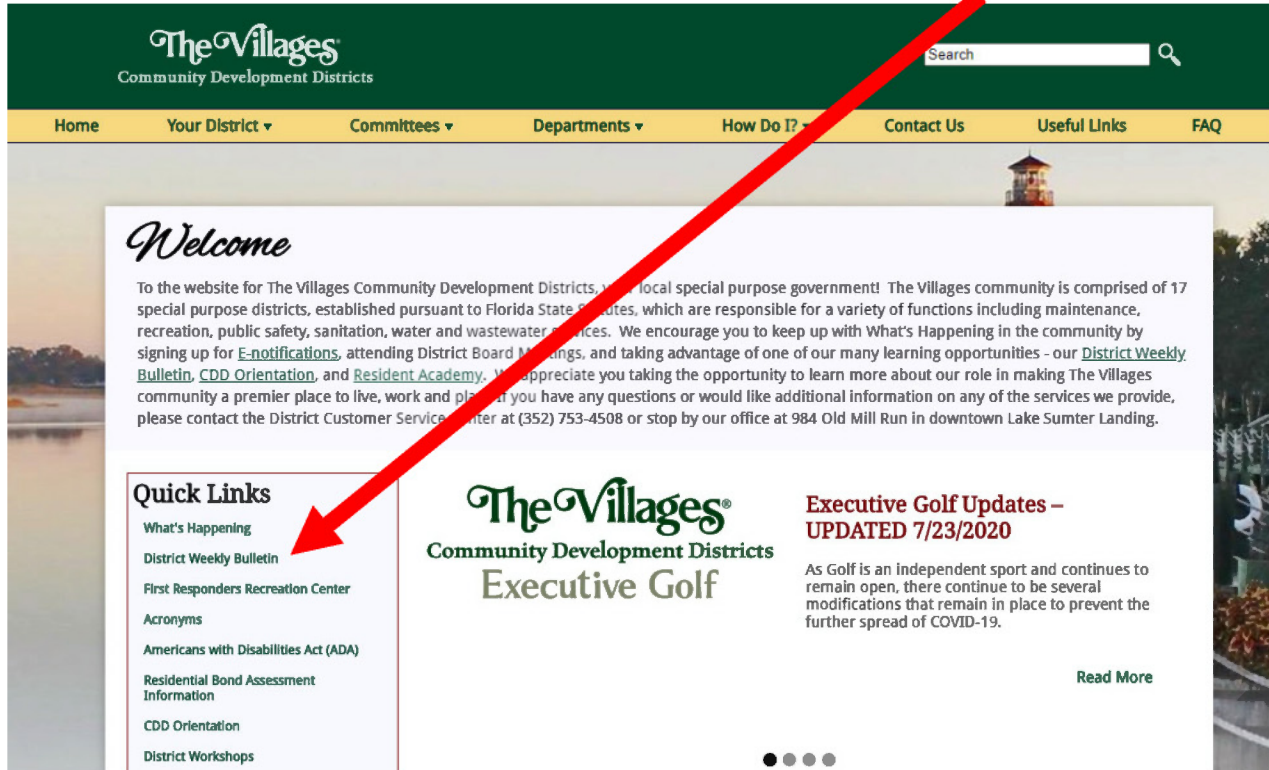 The Villages®
Community Development Districts
Search
Home Your District ▾ Committees ▾ Departments ▾ How Do I? ▾ Contact Us Useful Links FAQ
Welcome
To the website for The Villages Community Development Districts, local special purpose government! The Villages community is comprised of 17
special purpose districts, established pursuant to Florida State Statutes, which are responsible for a variety of functions including maintenance,
recreation, public safety, sanitation, water and wastewater services. We encourage you to keep up with What's Happening in the community by
signing up for E-notifications, attending District Board Meetings, and taking advantage of one of our many learning opportunities - our District Weekly
Bulletin, CDD Orientation, and Resident Academy. We appreciate you taking the opportunity to learn more about our role in making The Villages
community a premier place to live, work and play. If you have any questions or would like additional information on any of the services we provide,
please contact the District Customer Service Center at (352) 753-4508 or stop by our office at 984 Old Mill Run in downtown Lake Sumter Landing.
Quick Links
What's Happening
District Weekly Bulletin
First Responders Recreation Center
Acronyms
Americans with Disabilities Act (ADA)
Residential Bond Assessment
Information
CDD Orientation
District Workshops
The Villages®
Community Development Districts
Executive Golf
Executive Golf Updates –
UPDATED 7/23/2020
As Golf is an independent sport and continues to
remain open, there continue to be several
modifications that remain in place to prevent the
further spread of COVID-19.
Read More